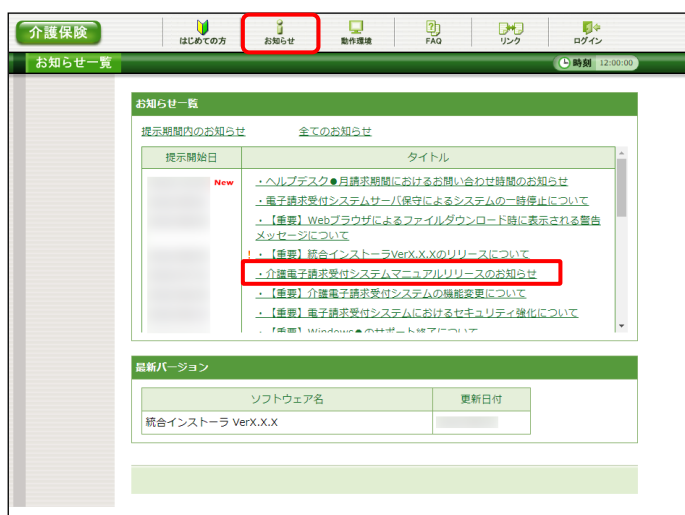 介護保険
はじめての方 お知らせ 動作環境 FAQ リンク ログイン
お知らせ一覧 時刻 12:00:00
お知らせ一覧
提示期間内のお知らせ 全てのお知らせ
提示開始日 タイトル
New ・ヘルプデスク●月請求期間におけるお問い合わせ時間のお知らせ
・電子請求受付システムサーバ保守によるシステムの一時停止について
・【重要】Webブラウザによるファイルダウンロード時に表示される警告
メッセージについて
!・【重要】統合インストーラVerX.X.Xのリリースについて
・介護電子請求受付システムマニュアルリリースのお知らせ
・【重要】介護電子請求受付システムの機能変更について
・【重要】電子請求受付システムにおけるセキュリティ強化について
・【重要】Windows●のサポート終了について
最新バージョン
ソフトウェア名 更新日付
統合インストーラ VerX.X.X